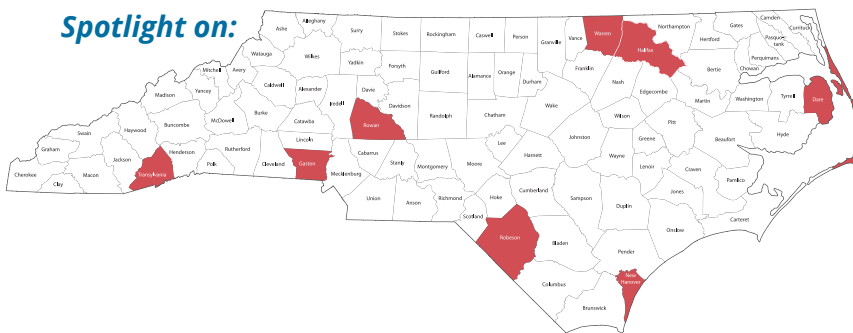 Spotlight on:
Alleghany
Ashe
Surry
Stokes
Rockingham
Caswell
Person
Granville
Vance
Warren
Halifax
Northampton
Hertford
Gates
Camden
Currituck
Pasquo-
tank
Perquimans
Chowan
Bertie
Watauga
Wilkes
Yadkin
Forsyth
Guilford
Alamance
Orange
Durham
Franklin
Nash
Edgecombe
Martin
Washington
Tyrrell
Dare
Mitchell
Avery
Caldwell
Alexander
Iredell
Davie
Davidson
Randolph
Chatham
Wake
Wilson
Pitt
Beaufort
Hyde
Madison
Yancey
McDowell
Burke
Catawba
Rowan
Lincoln
Buncombe
Haywood
Swain
Graham
Cherokee
Clay
Macon
Jackson
Transylvania
Henderson
Polk
Rutherford
Cleveland
Gaston
Mecklenburg
Cabarrus
Stanly
Montgomery
Moore
Lee
Harnett
Johnston
Wayne
Greene
Lenoir
Craven
Pamlico
Jones
Carteret
Onslow
Duplin
Sampson
Cumberland
Hoke
Scotland
Richmond
Anson
Union
Robeson
Bladen
Pender
Columbus
Brunswick
New
Hanover